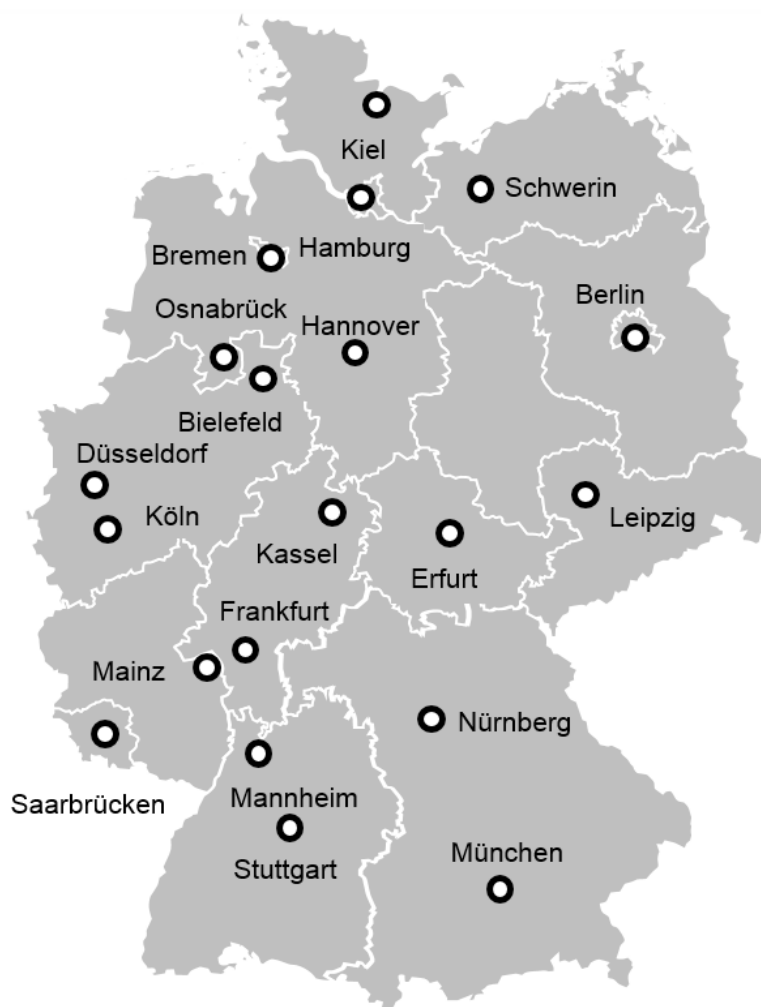 Kiel
Schwerin
Bremen
Hamburg
Berlin
Osnabrück
Hannover
Bielefeld
Düsseldorf
Köln
Leipzig
Kassel
Erfurt
Frankfurt
Mainz
Nürnberg
Saarbrücken
Mannheim
München
Stuttgart